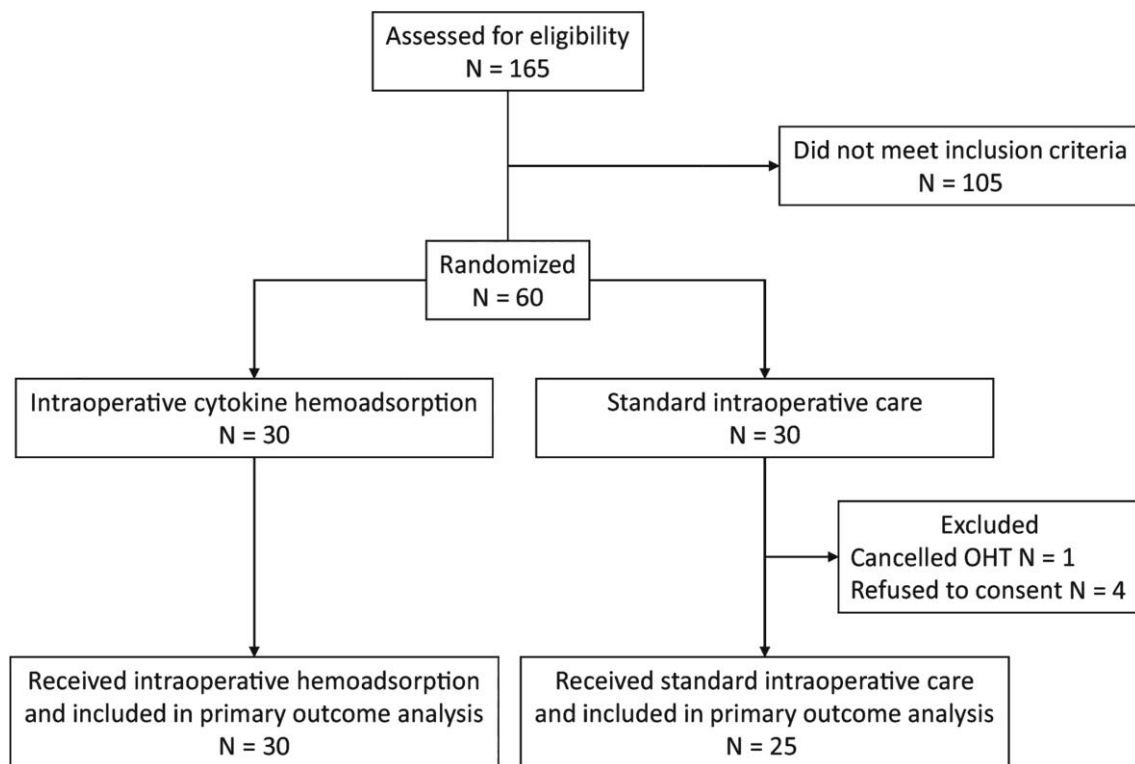 Assessed for eligibility
N = 165
Did not meet inclusion criteria
N = 105
Randomized
N = 60
Intraoperative cytokine hemoadsorption
N = 30
Standard intraoperative care
N = 30
Excluded
Cancelled OHT N = 1
Refused to consent N = 4
Received intraoperative hemoadsorption
and included in primary outcome analysis
N = 30
Received standard intraoperative care
and included in primary outcome analysis
N = 25